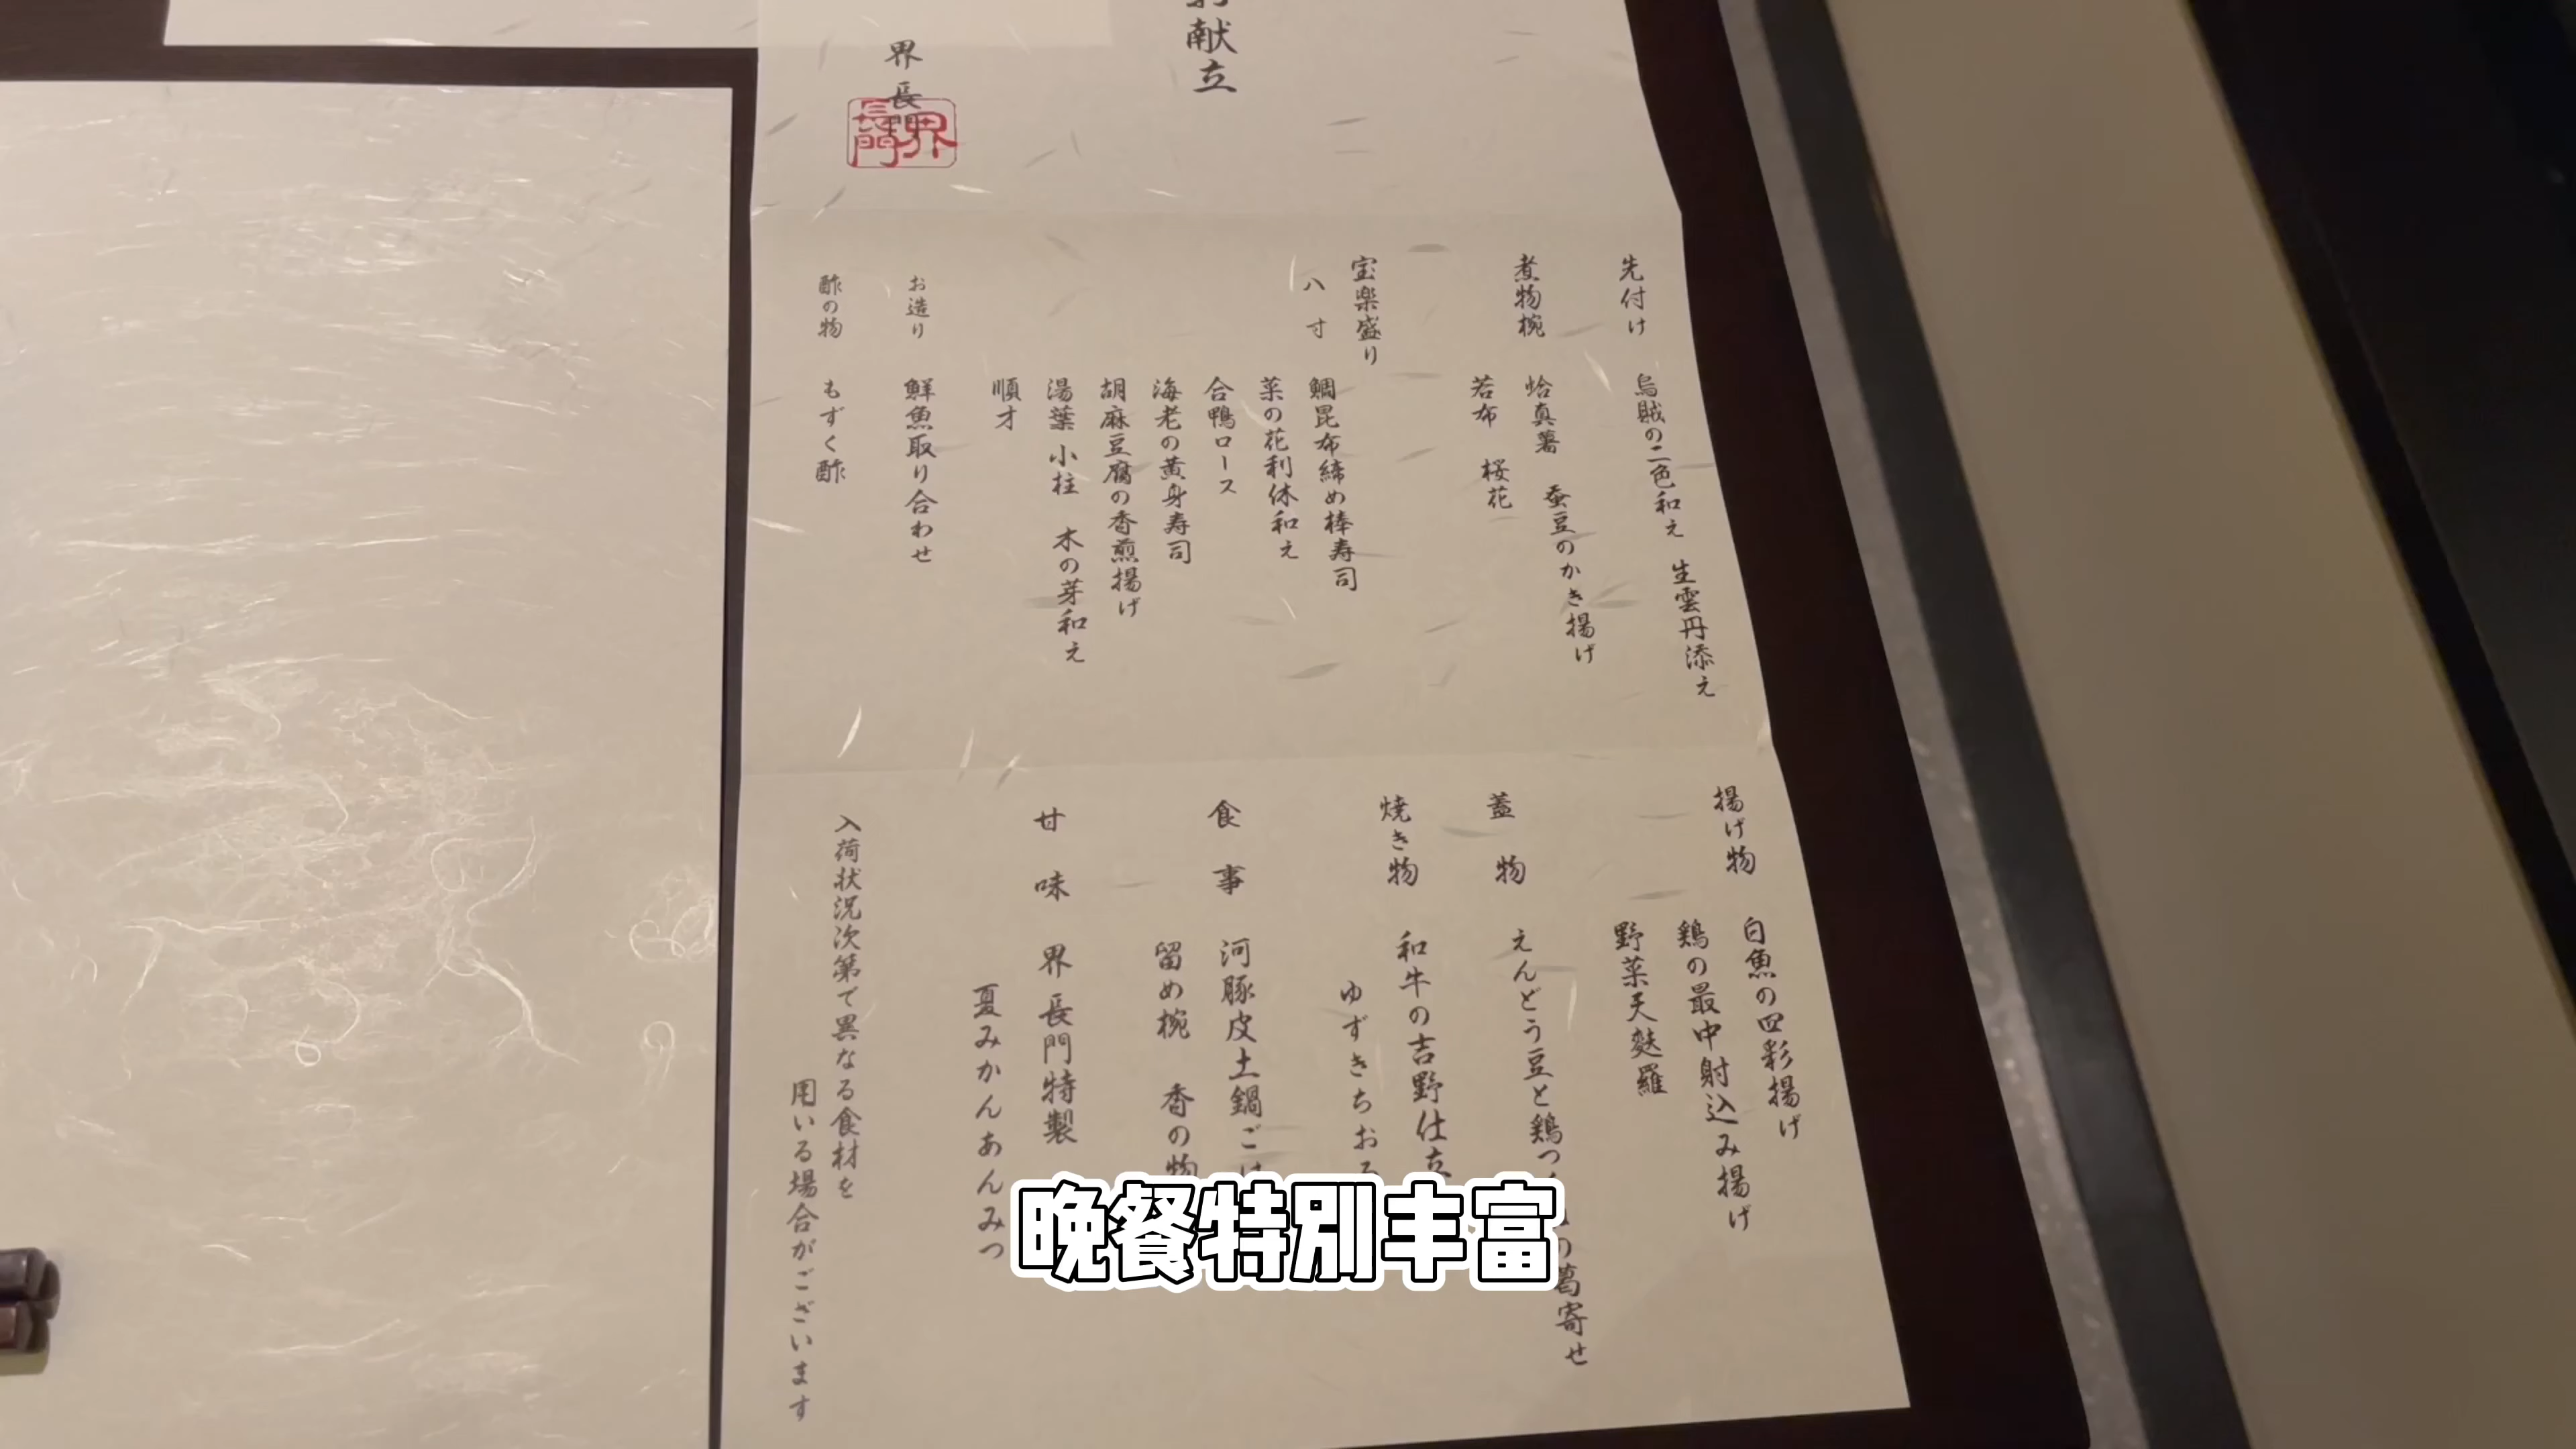 献立
界 長門
界長門
先付け 烏賊の二色和え 生雲丹添え
煮物椀 蛤真薯 蚕豆のかき揚げ
若布 桜花
宝楽盛り
八寸 鯛昆布締め棒寿司
菜の花利休和え
合鴨ロース
海老の黄身寿司
胡麻豆腐の香煎揚げ
湯葉 小柱 木の芽和え
順才
お造り 鮮魚取り合わせ
酢の物 もずく酢
揚げ物 白魚の四彩揚げ
鶏の最中射込み揚げ
野菜天麩羅
蓋物 えんどう豆と鶏つ
の葛寄せ
焼き物 和牛の吉野仕立
ゆずきちおろ
食事 河豚皮土鍋ご
留め椀 香の物
甘味 界 長門特製
夏みかんあんみつ
入荷状況次第で異なる食材を
用いる場合がございます
晚餐特别丰富